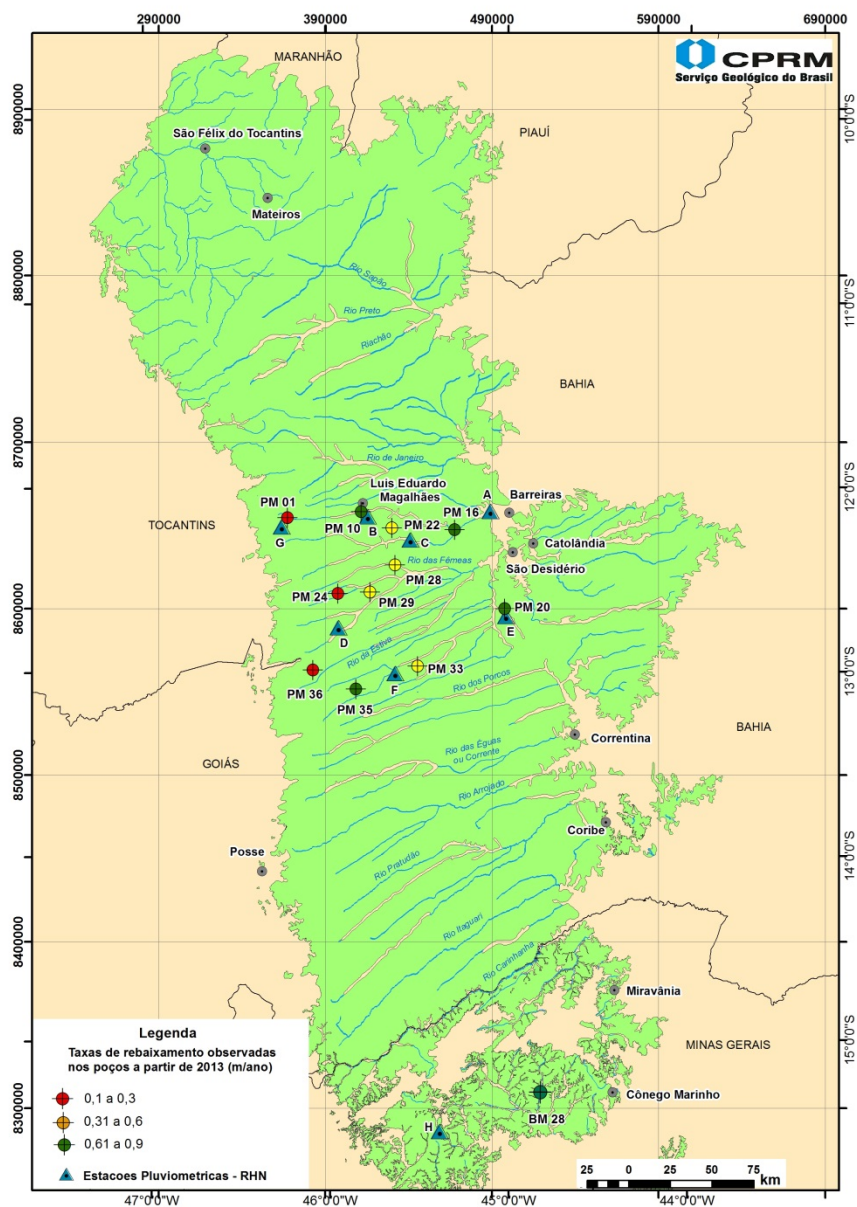 290000 390000 490000 590000 690000
MARANHÃO
CPRM
Serviço Geológico do Brasil
8900000
10°0'0"S
PIAUÍ
São Félix do Tocantins
Mateiros
8800000
Rio Sapão
11°0'0"S
Rio Preto
Riachão
BAHIA
8700000
Rio de Janeiro
12°0'0"S
Luis Eduardo
Magalhães
A
Barreiras
PM 01
PM 16
TOCANTINS
PM 10
B
PM 22
G
C
Catolândia
São Desidério
Rio das Fêmeas
PM 28
PM 24
PM 29
8600000
PM 20
E
D
Rio da Estiva
PM 33
13°0'0"S
PM 36
F
Rio dos Porcos
PM 35
BAHIA
Correntina
GOIÁS
Rio das Éguas
ou Corrente
8500000
Rio Arrojado
Coribe
Posse
14°0'0"S
Rio Pratudão
Rio Itaguari
8400000
Rio Carinhanha
Miravânia
15°0'0"S
MINAS GERAIS
Legenda
Taxas de rebaixamento observadas
nos poços a partir de 2013 (m/ano)
0,1 a 0,3
0,31 a 0,6
0,61 a 0,9
Estacoes Pluviometricas - RHN
8300000
BM 28
Cônego Marinho
H
25 0 25 50 75
km
47°0'0"W 46°0'0"W 45°0'0"W 44°0'0"W